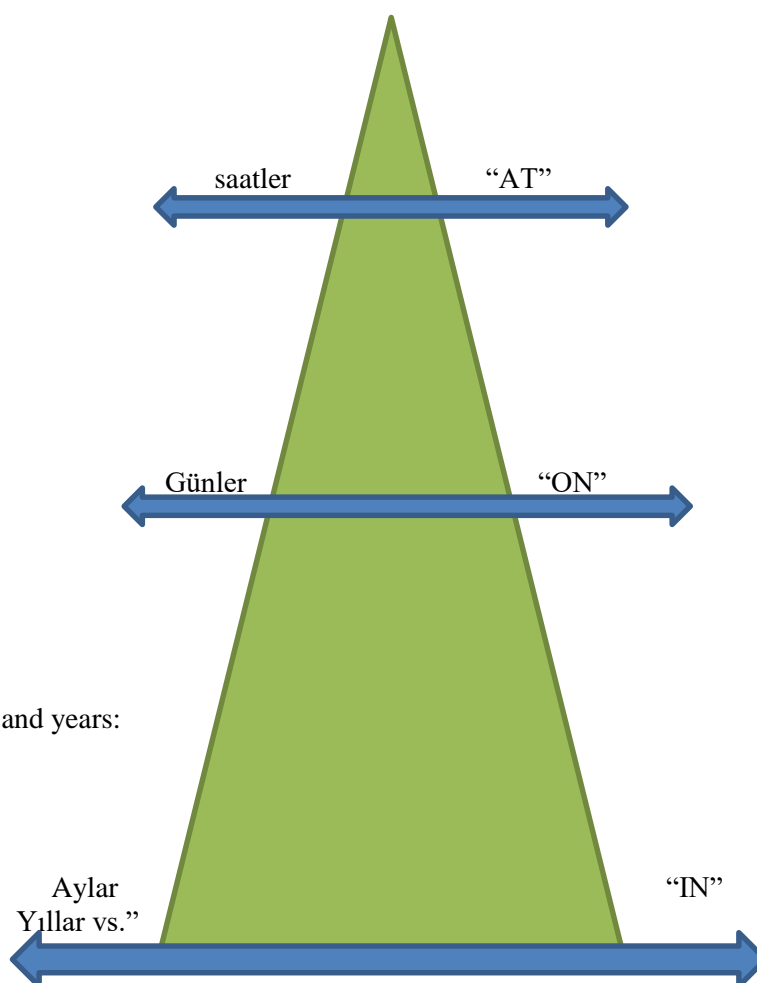 saatler “AT”
Günler “ON”
and years:
Aylar “IN”
Yıllar vs.”